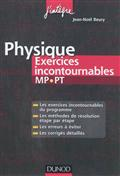 j'intègre
Jean-Noël Beury
Physique
Exercices
incontournables
MP•PT
Les exercices incontournables
du programme
Les méthodes de résolution
étape par étape
Les erreurs à éviter
Les corrigés détaillés
DUNOD